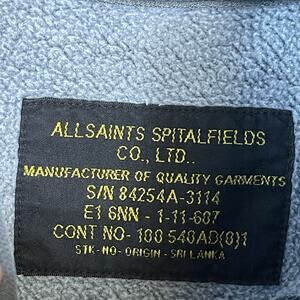 ALLSAINTS SPITALFIELDS
CO., LTD..
MANUFACTURER OF QUALITY GARMENTS
S/N 84254A-3114
E1 6NN - 1-11-607
CONT NO- 100 540AD(0)1
STK-NO- ORIGIN - SRI LANKA